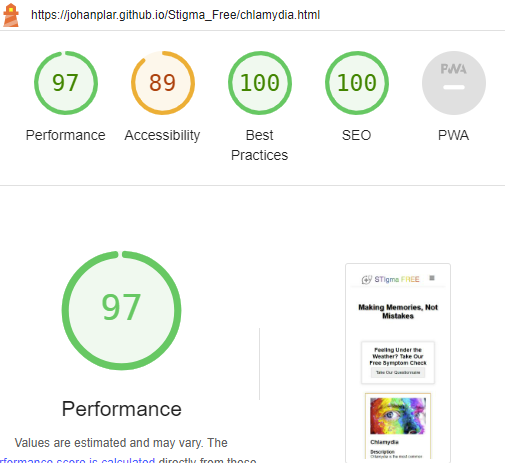 https://johanplar.github.io/Stigma_Free/chlamydia.html
97
89
100
100
PWA
Performance
Accessibility
Best
Practices
SEO
PWA
97
Performance
Values are estimated and may vary. The
performance score is calculated directly from these
STIgma FREE
Making Memories, Not
Mistakes
Feeling Under the
Weather? Take Our
Free Symptom Check
Take Our Questionnaire
Chlamydia
Description
Chlamydia is the most common